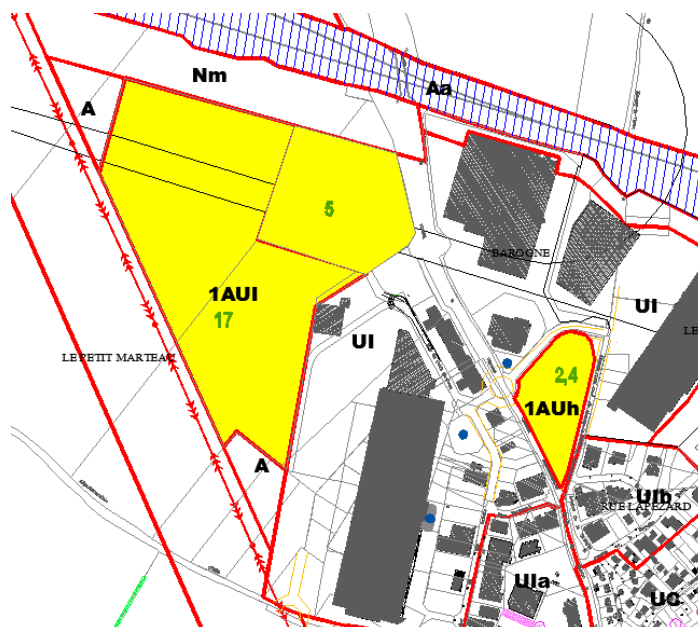 Nm
Aa
A
5
BAROGNE
1AUI
17
UI
UI
LE
LE PETIT MARTEAU
2,4
1AUh
A
UIb
RUE LAPEZARD
UIa
UC